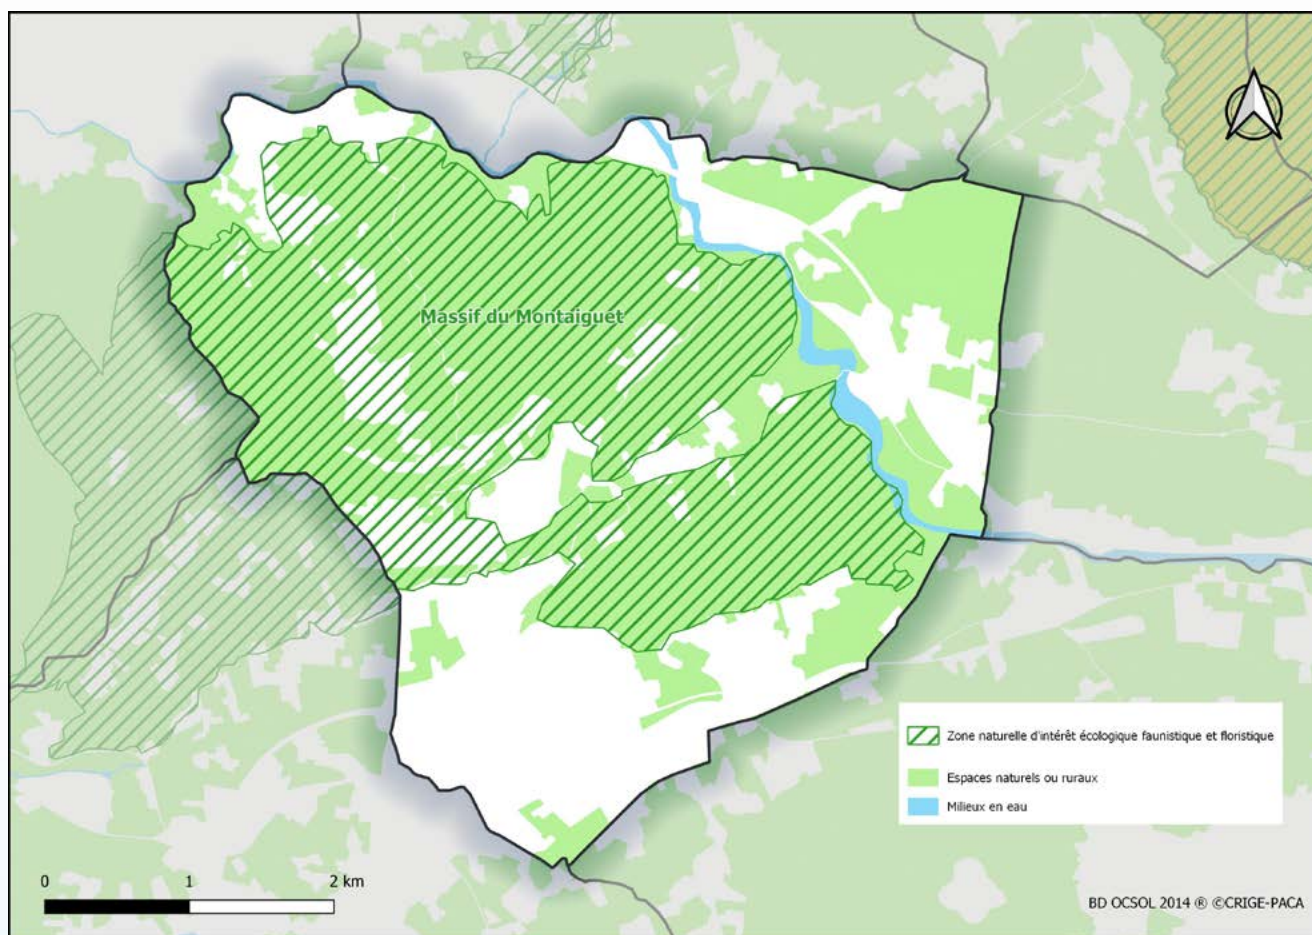 Massif du Montaiguet
Zone naturelle d'intérêt écologique faunistique et floristique
Espaces naturels ou ruraux
Milieux en eau
0 1 2 km
BD OCSOL 2014 ® ©CRIGE-PACA